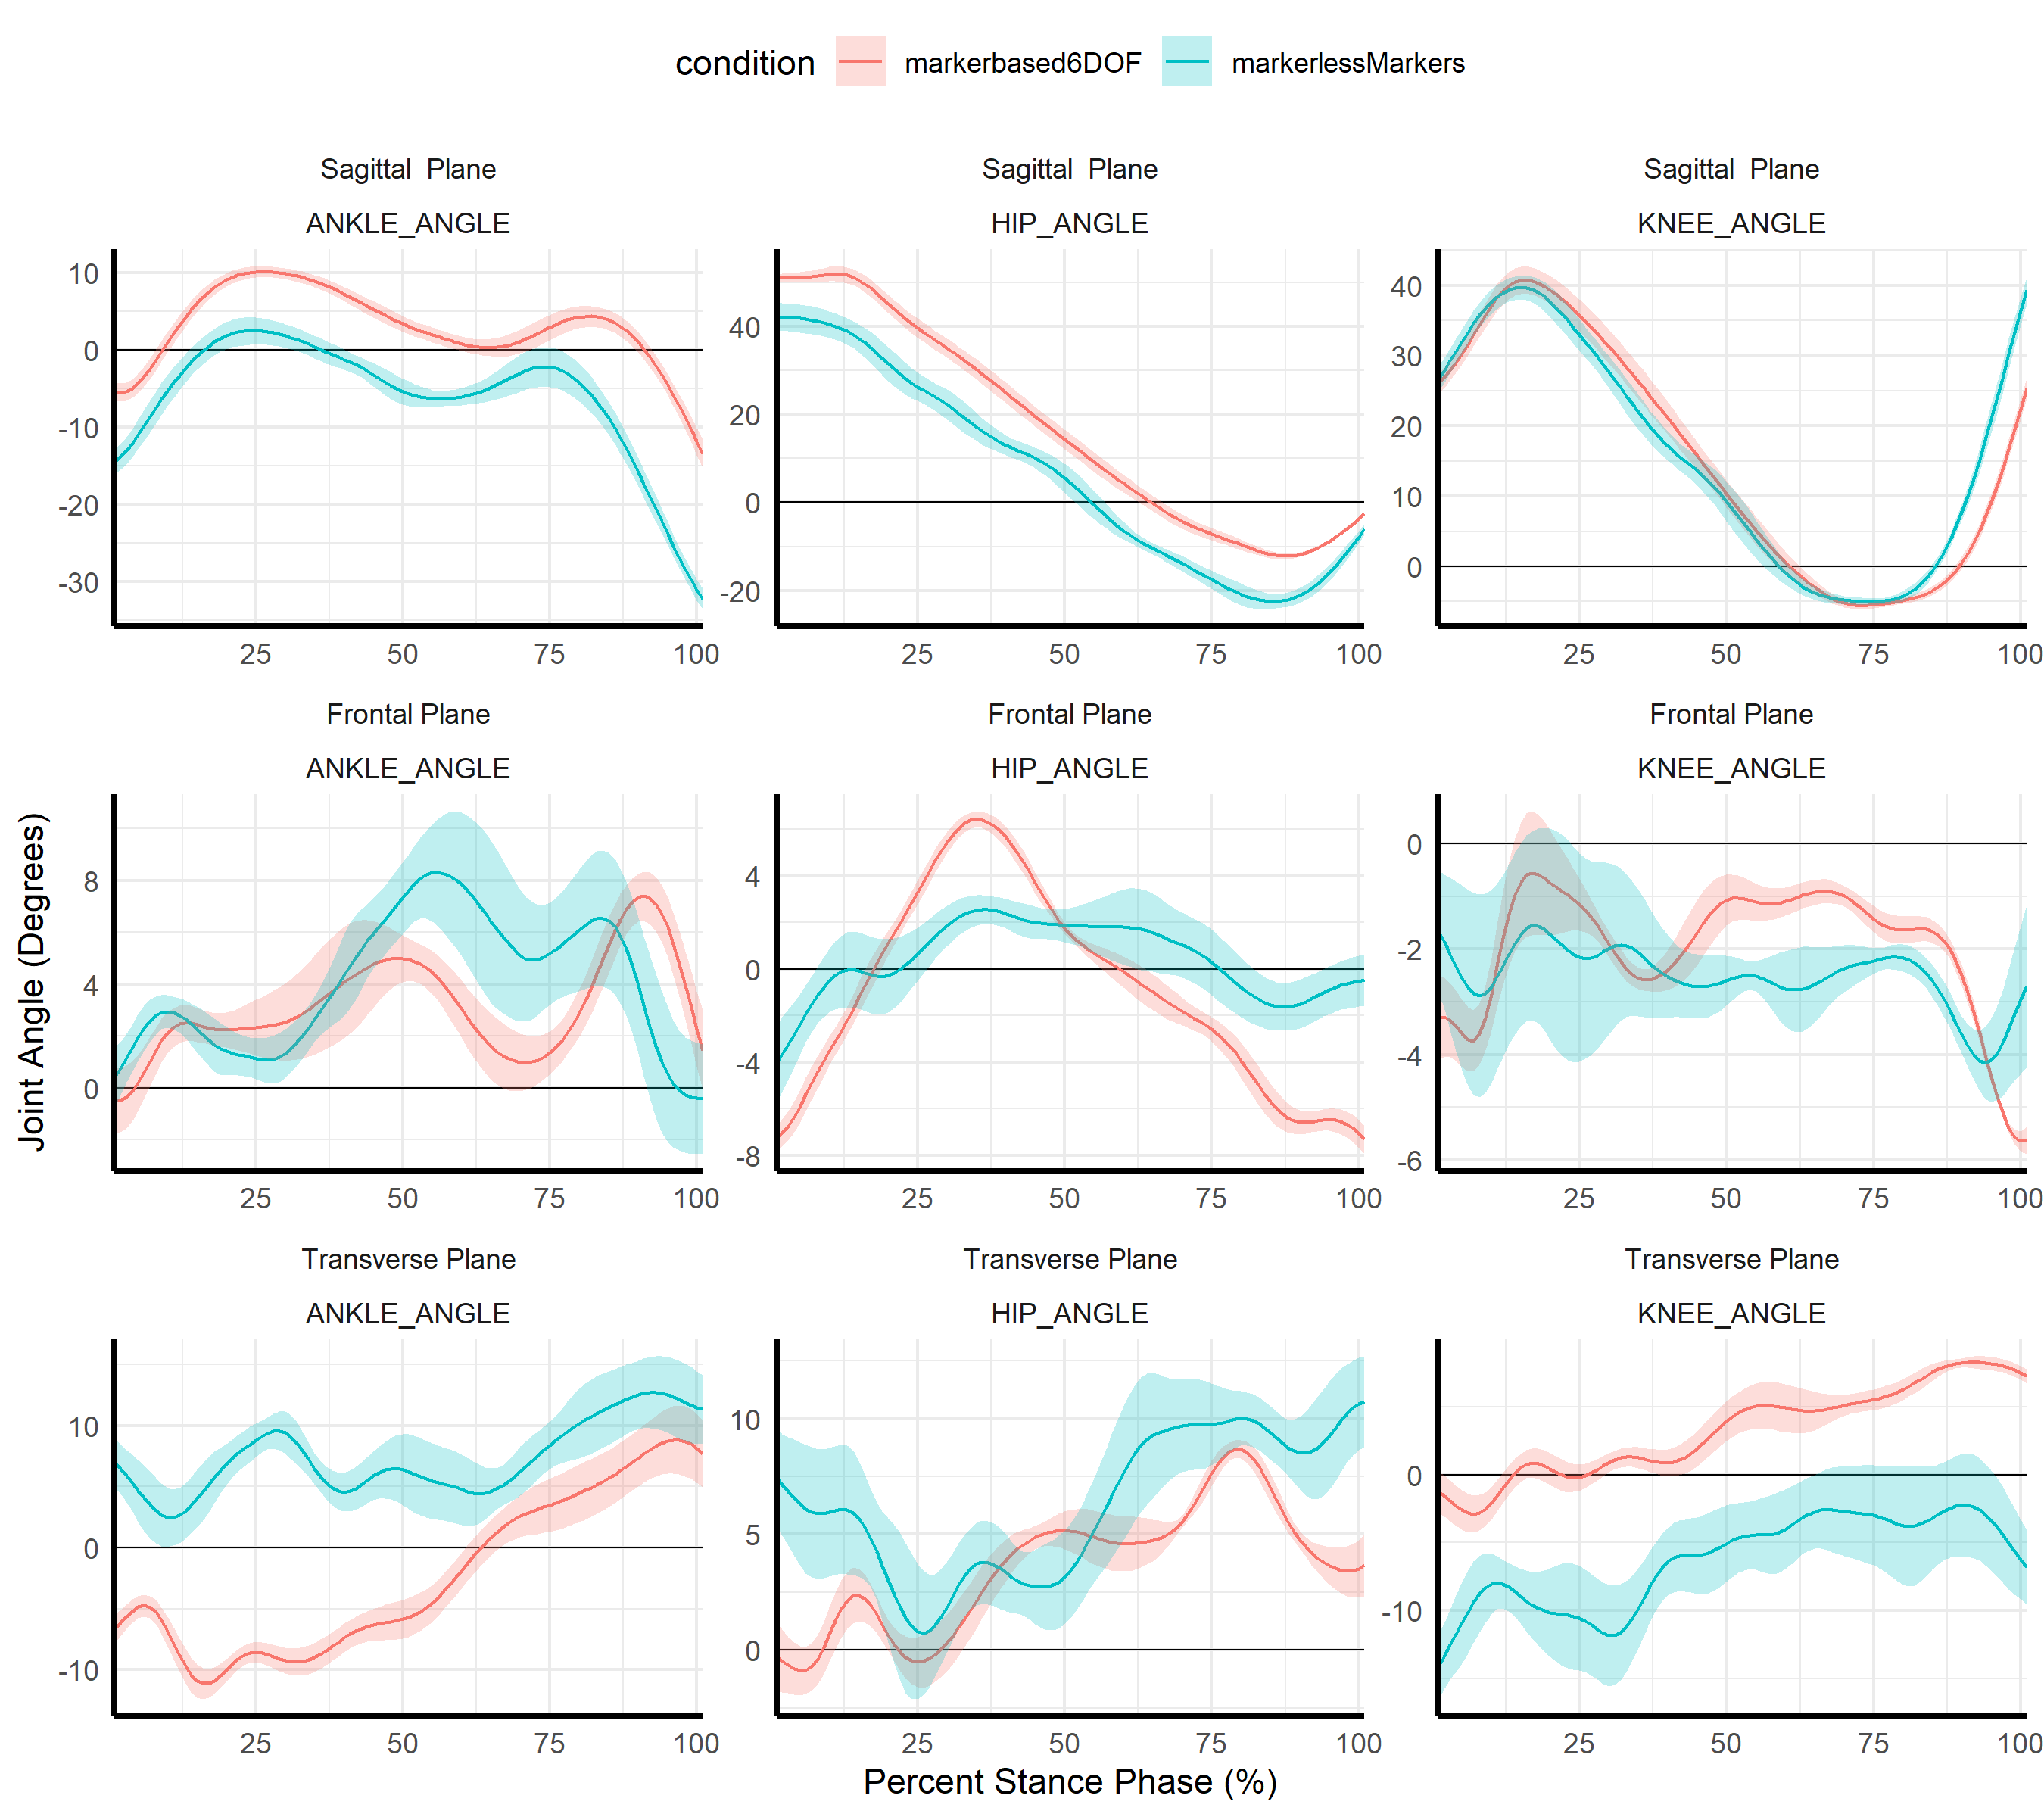 condition markerbased6DOF markerlessMarkers
Sagittal  Plane Sagittal  Plane Sagittal  Plane
ANKLE_ANGLE HIP_ANGLE KNEE_ANGLE
10
0
-10
-20
-30
40
20
0
-20
40
30
20
10
0
25 50 75 100 25 50 75 100 25 50 75 100
Frontal Plane Frontal Plane Frontal Plane
ANKLE_ANGLE HIP_ANGLE KNEE_ANGLE
Joint Angle (Degrees)
8
4
0
4
0
-4
-8
0
-2
-4
-6
25 50 75 100 25 50 75 100 25 50 75 100
Transverse Plane Transverse Plane Transverse Plane
ANKLE_ANGLE HIP_ANGLE KNEE_ANGLE
10
0
-10
10
5
0
0
-10
25 50 75 100 25 50 75 100 25 50 75 100
Percent Stance Phase (%)